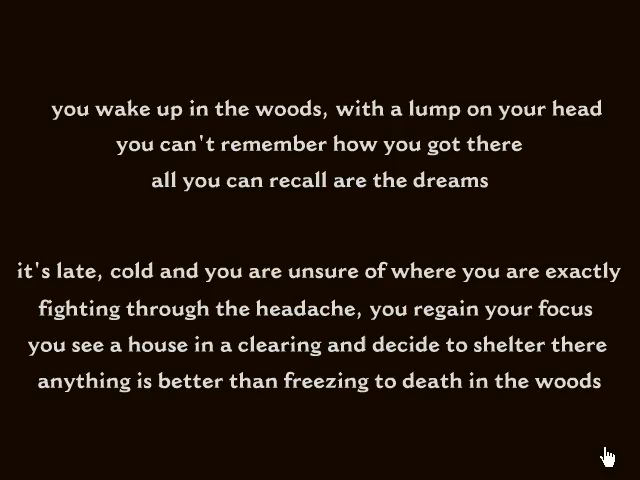 you wake up in the woods, with a lump on your head
you can't remember how you got there
all you can recall are the dreams
it's late, cold and you are unsure of where you are exactly
fighting through the headache, you regain your focus
you see a house in a clearing and decide to shelter there
anything is better than freezing to death in the woods